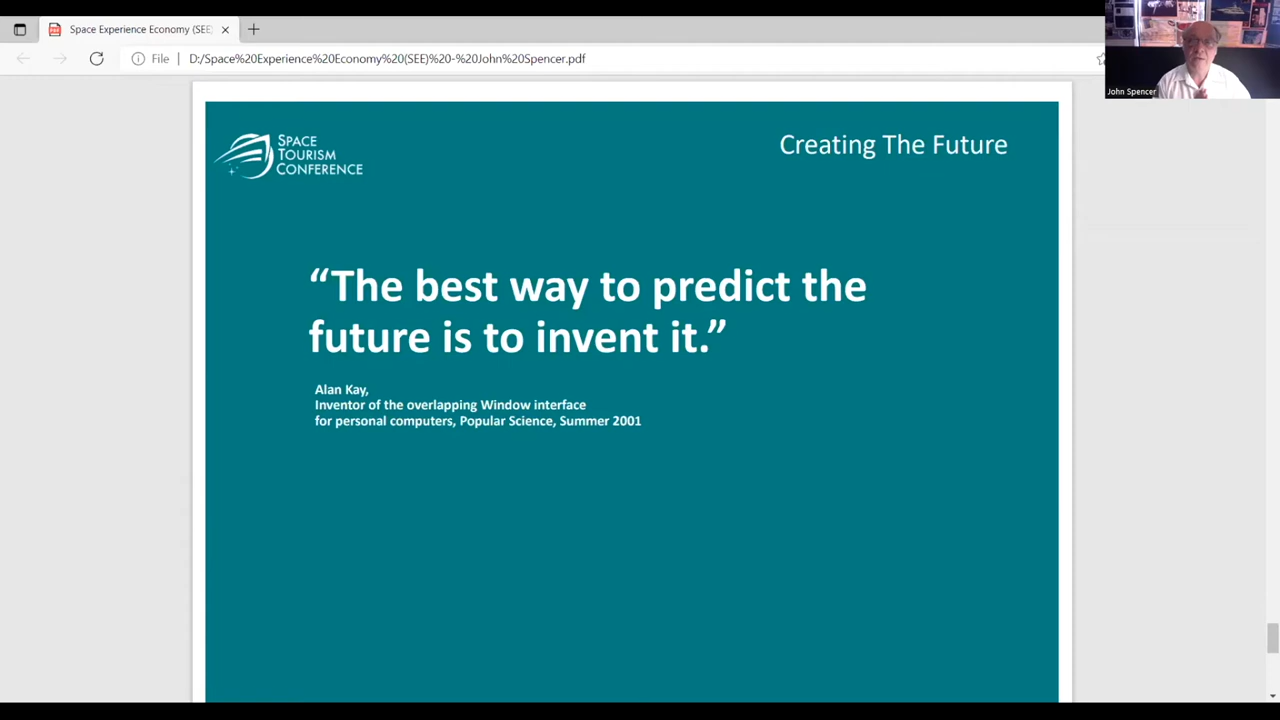 Space Experience Economy (SEE)
File
D:/Space%20Experience%20Economy%20(SEE)%20-%20John%20Spencer.pdf
John Spencer
SPACE
TOURISM
CONFERENCE
Creating The Future
“The best way to predict the
future is to invent it.”
Alan Kay,
Inventor of the overlapping Window interface
for personal computers, Popular Science, Summer 2001